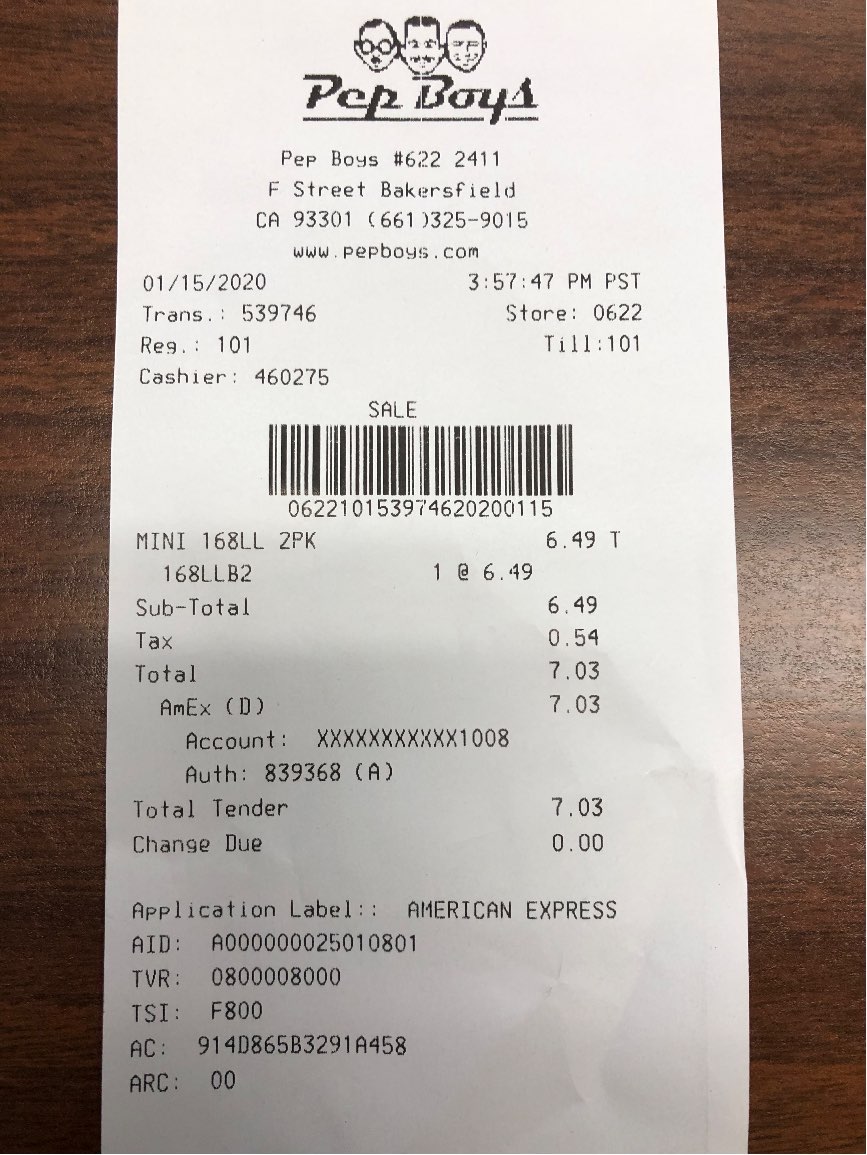 Pep Boys
Pep Boys #622 2411
F Street Bakersfield
CA 93301 (661)325-9015
www.pepboys.com
01/15/2020 3:57:47 PM PST
Trans.: 539746 Store: 0622
Reg.: 101 Till:101
Cashier: 460275
SALE
062210153974620200115
MINI 168LL 2PK 6.49 T
168LLB2 1 @ 6.49
Sub-Total 6.49
Tax 0.54
Total 7.03
AmEx (D) 7.03
Account: XXXXXXXXXXX1008
Auth: 839368 (A)
Total Tender 7.03
Change Due 0.00
Application Label:: AMERICAN EXPRESS
AID: A000000025010801
TVR: 0800008000
TSI: F800
AC: 914D865B3291A458
ARC: 00